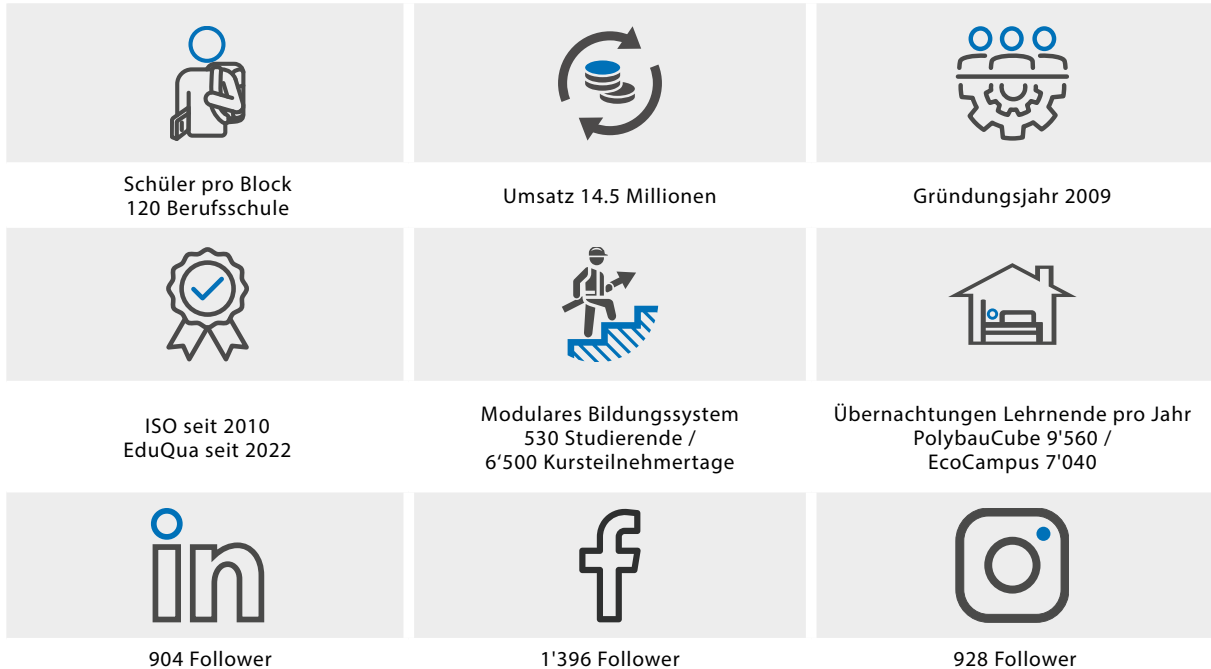 Schüler pro Block
120 Berufsschule
Umsatz 14.5 Millionen
Gründungsjahr 2009
ISO seit 2010
EduQua seit 2022
Modulares Bildungssystem
530 Studierende /
6‘500 Kursteilnehmertage
Übernachtungen Lehrnende pro Jahr
PolybauCube 9'560 /
EcoCampus 7'040
in
f
904 Follower
1'396 Follower
928 Follower